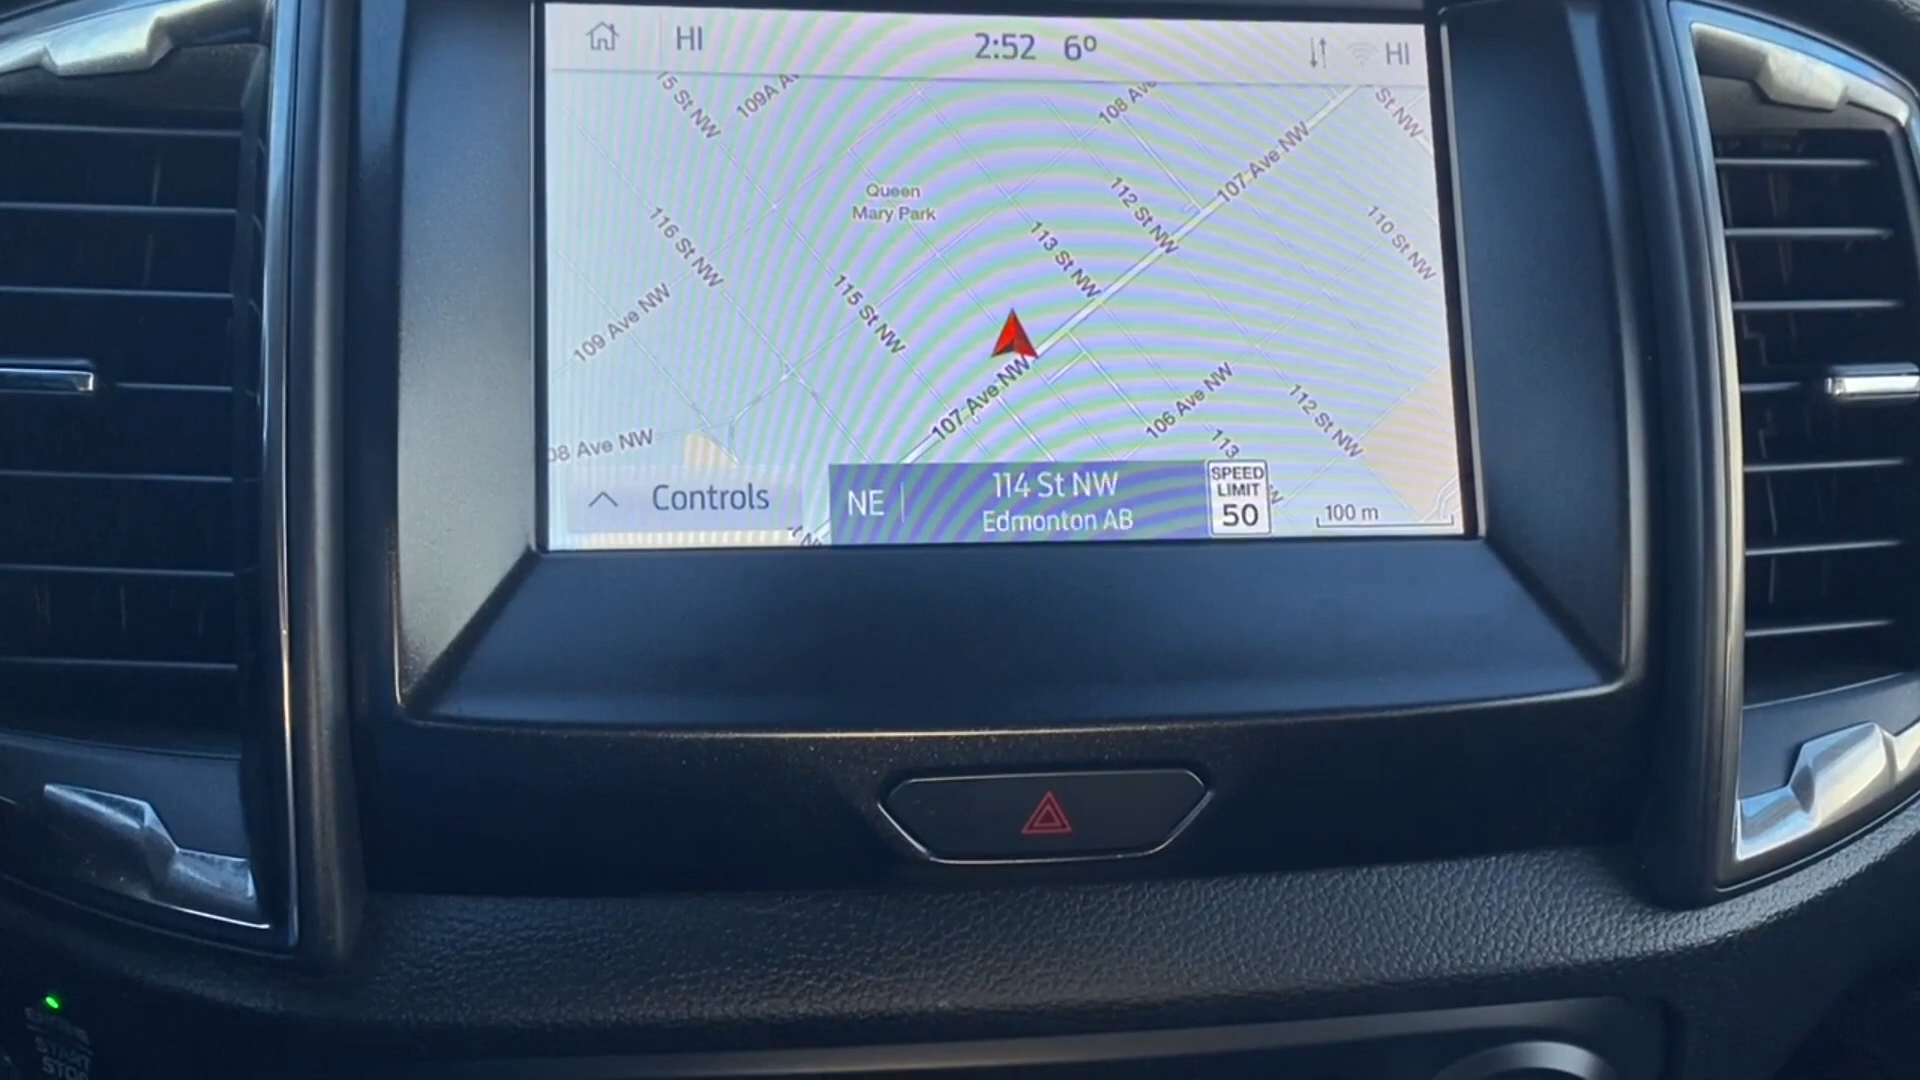 HI
2:52 6°
HI
15 St NW
109A Av
108 Ave
St NW
107 Ave NW
Queen
Mary Park
112 St NW
116 St NW
113 St NW
110 St NW
115 St NW
109 Ave NW
107 Ave NW
106 Ave NW
112 St NW
08 Ave NW
113
Controls
NE
114 St NW
Edmonton AB
SPEED
LIMIT
50
100 m
START
STOP